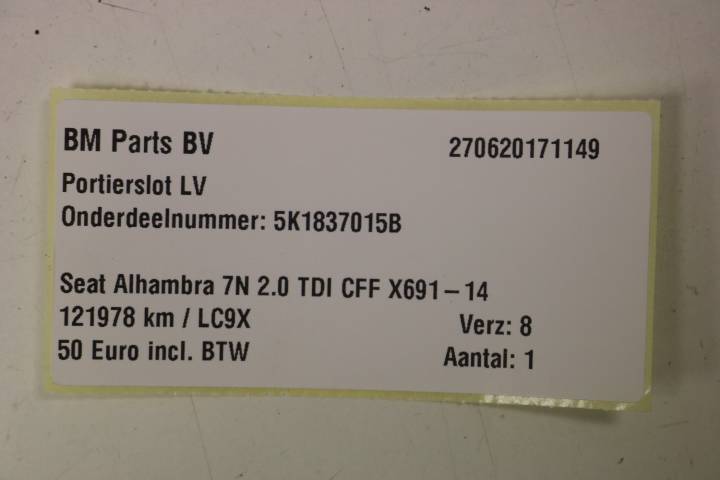 BM Parts BV 270620171149
Portierslot LV
Onderdeelnummer: 5K1837015B
Seat Alhambra 7N 2.0 TDI CFF X691-14
121978 km / LC9X Verz: 8
50 Euro incl. BTW Aantal: 1